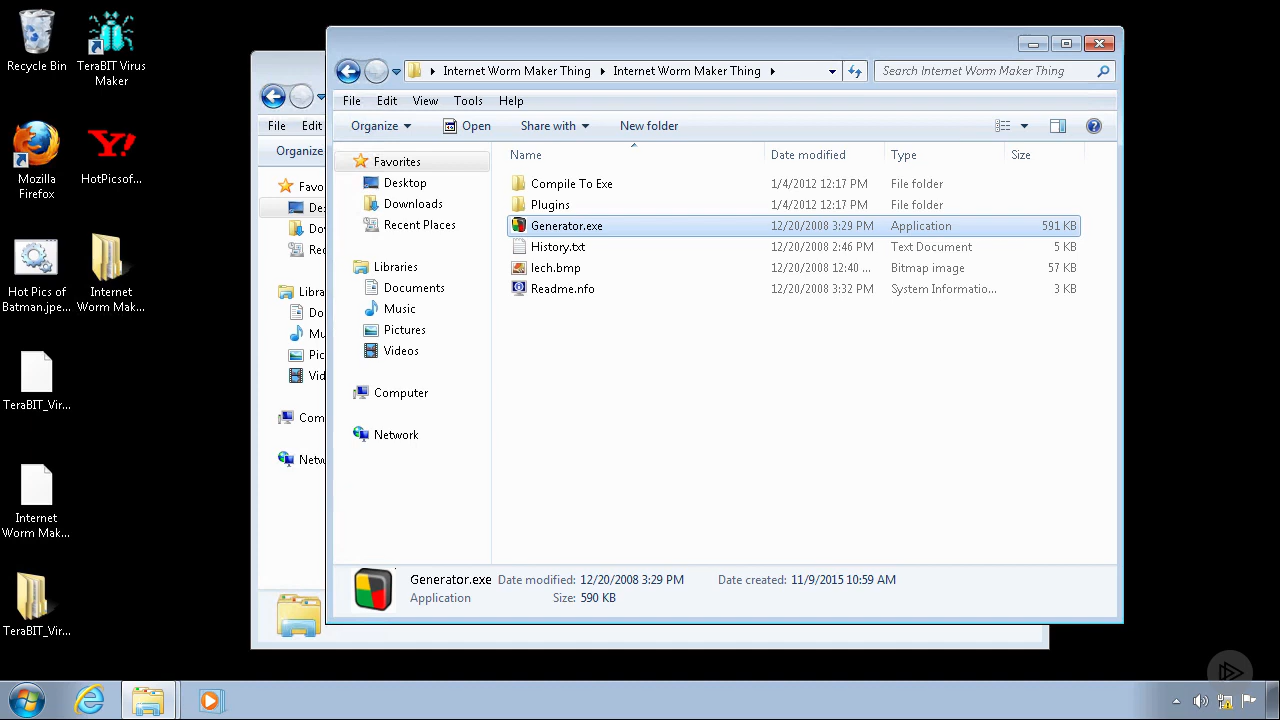 Recycle Bin
TeraBIT Virus
Maker
Mozilla
Firefox
HotPicsof...
Hot Pics of
Batman.jpe...
Internet
Worm Mak...
TeraBIT_Vir...
Internet
Worm Mak...
TeraBIT_Vir...
File Edit
Organize
Favo
De
Do
Re
Libra
Do
Mu
Pic
Vid
Com
Netw
Internet Worm Maker Thing Internet Worm Maker Thing
Search Internet Worm Maker Thing
File Edit View Tools Help
Organize Open Share with New folder
Favorites
Desktop
Downloads
Recent Places
Libraries
Documents
Music
Pictures
Videos
Computer
Network
Name Date modified Type Size
Compile To Exe 1/4/2012 12:17 PM File folder
Plugins 1/4/2012 12:17 PM File folder
Generator.exe 12/20/2008 3:29 PM Application 591 KB
History.txt 12/20/2008 2:46 PM Text Document 5 KB
lech.bmp 12/20/2008 12:40 ... Bitmap image 57 KB
Readme.nfo 12/20/2008 3:32 PM System Informatio... 3 KB
Generator.exe Date modified: 12/20/2008 3:29 PM Date created: 11/9/2015 10:59 AM
Application Size: 590 KB